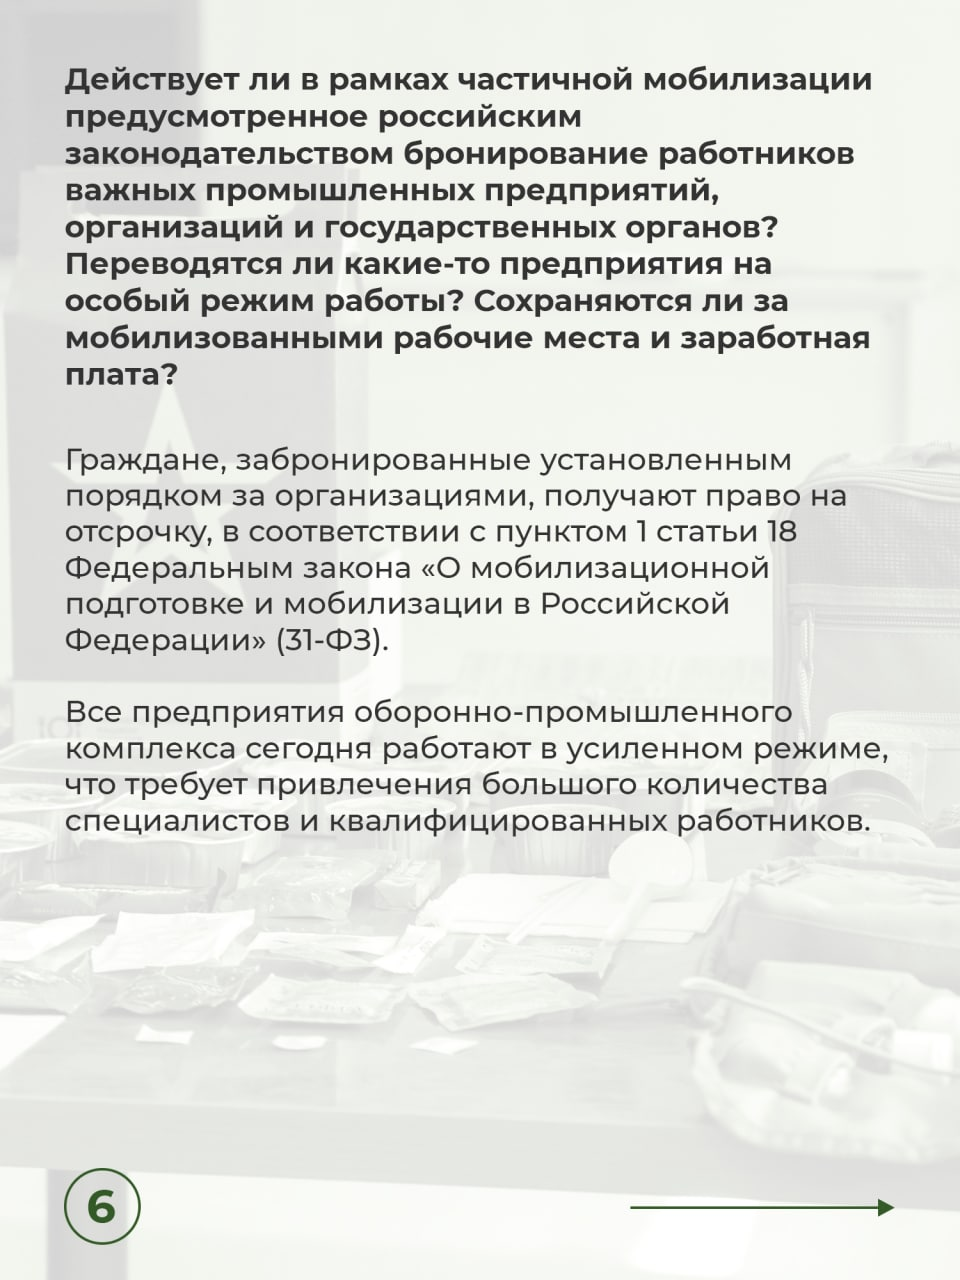 Действует ли в рамках частичной мобилизации
предусмотренное российским
законодательством бронирование работников
важных промышленных предприятий,
организаций и государственных органов?
Переводятся ли какие-то предприятия на
особый режим работы? Сохраняются ли за
мобилизованными рабочие места и заработная
плата?
Граждане, забронированные установленным
порядком за организациями, получают право на
отсрочку, в соответствии с пунктом 1 статьи 18
Федеральным закона «О мобилизационной
подготовке и мобилизации в Российской
Федерации» (31-ФЗ).
Все предприятия оборонно-промышленного
комплекса сегодня работают в усиленном режиме,
что требует привлечения большого количества
специалистов и квалифицированных работников.
6